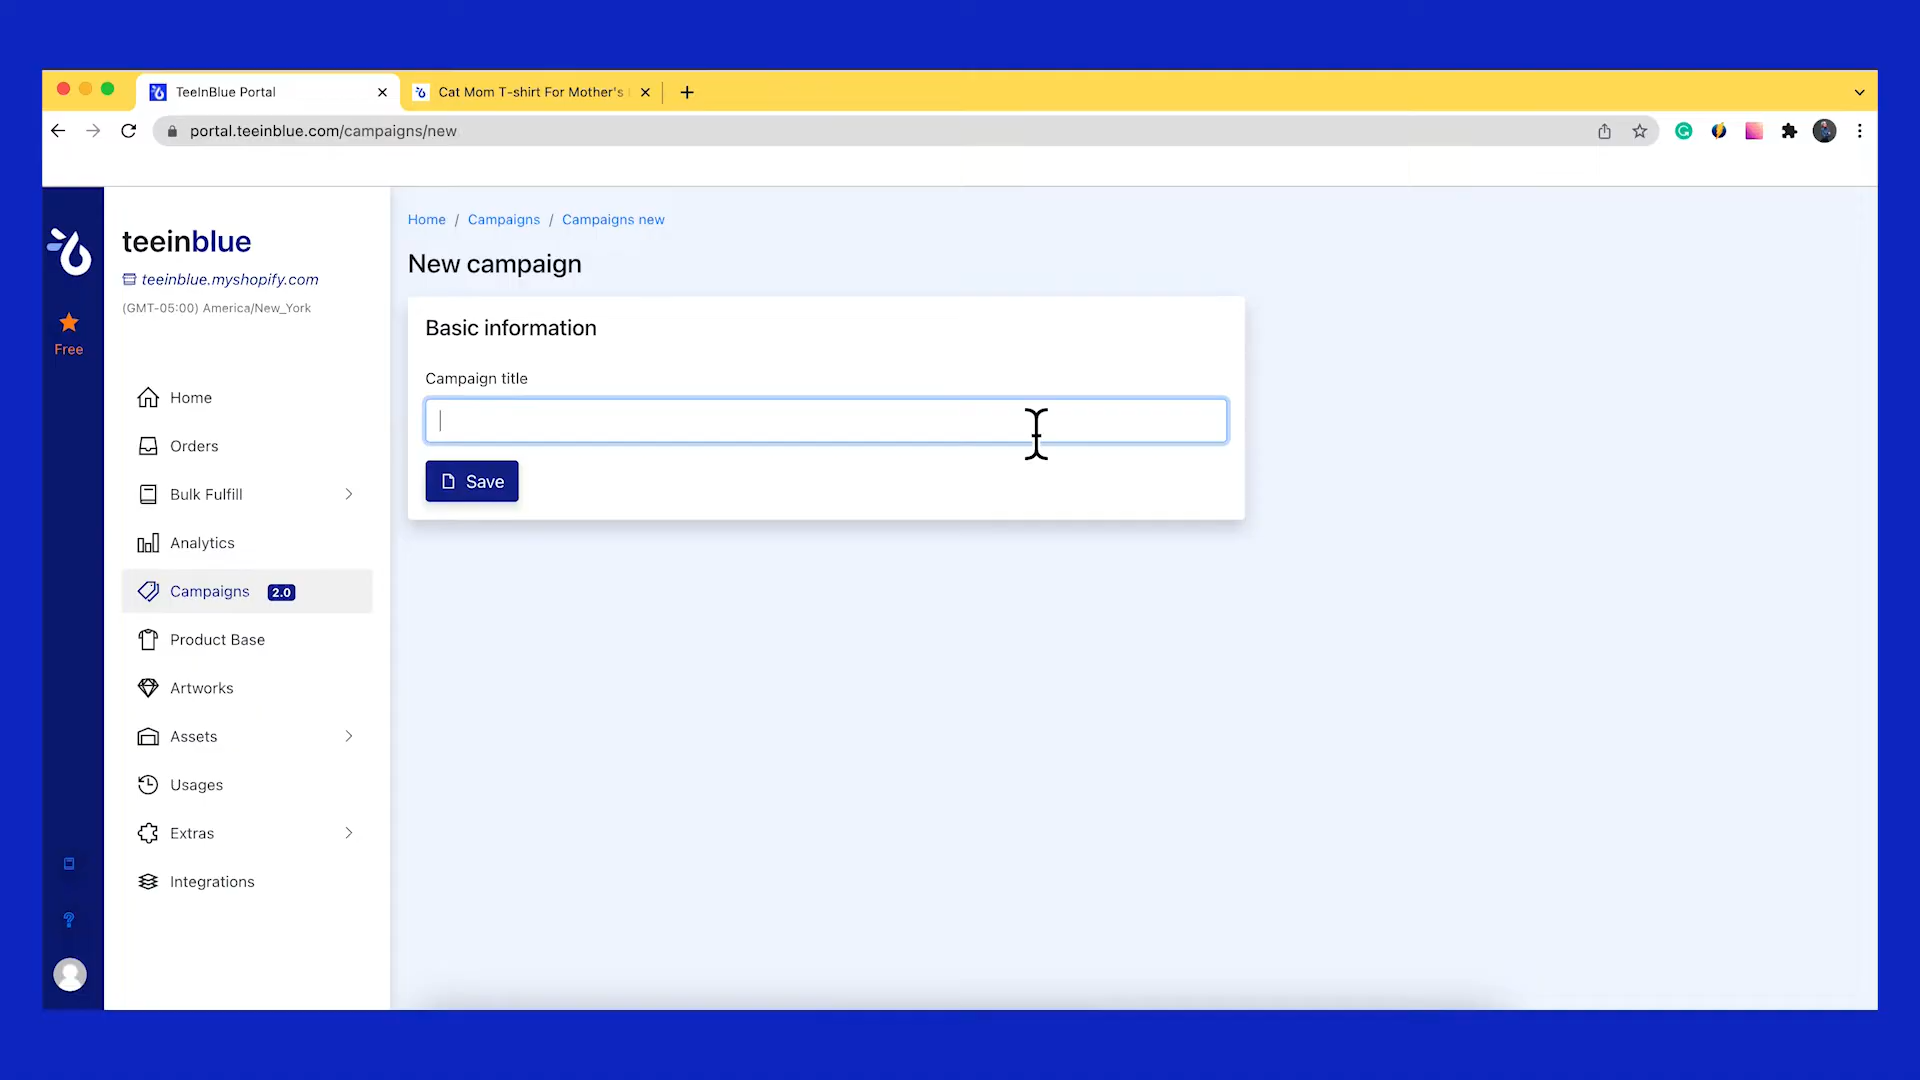 TeeInBlue Portal
Cat Mom T-shirt For Mother's
portal.teeinblue.com/campaigns/new
teeinblue
teeinblue.myshopify.com
(GMT-05:00) America/New_York
Free
Home
Orders
Bulk Fulfill
Analytics
Campaigns 2.0
Product Base
Artworks
Assets
Usages
Extras
Integrations
Home / Campaigns / Campaigns new
New campaign
Basic information
Campaign title
Save